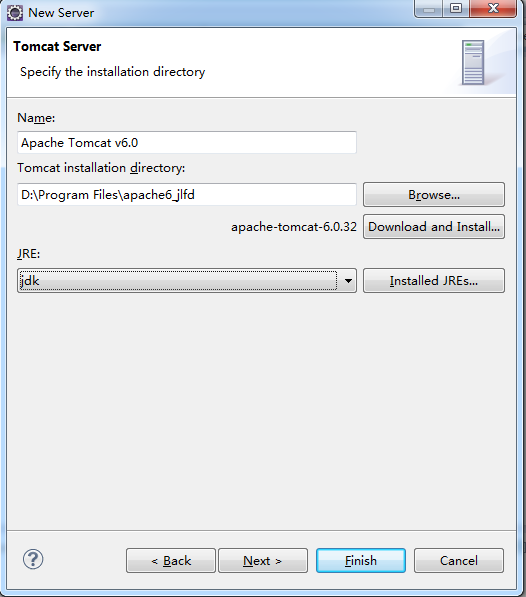 New Server
Tomcat Server
Specify the installation directory
Name:
Apache Tomcat v6.0
Tomcat installation directory:
D:\Program Files\apache6_jlfd
Browse...
apache-tomcat-6.0.32
Download and Install...
JRE:
jdk
Installed JREs...
?
< Back
Next >
Finish
Cancel